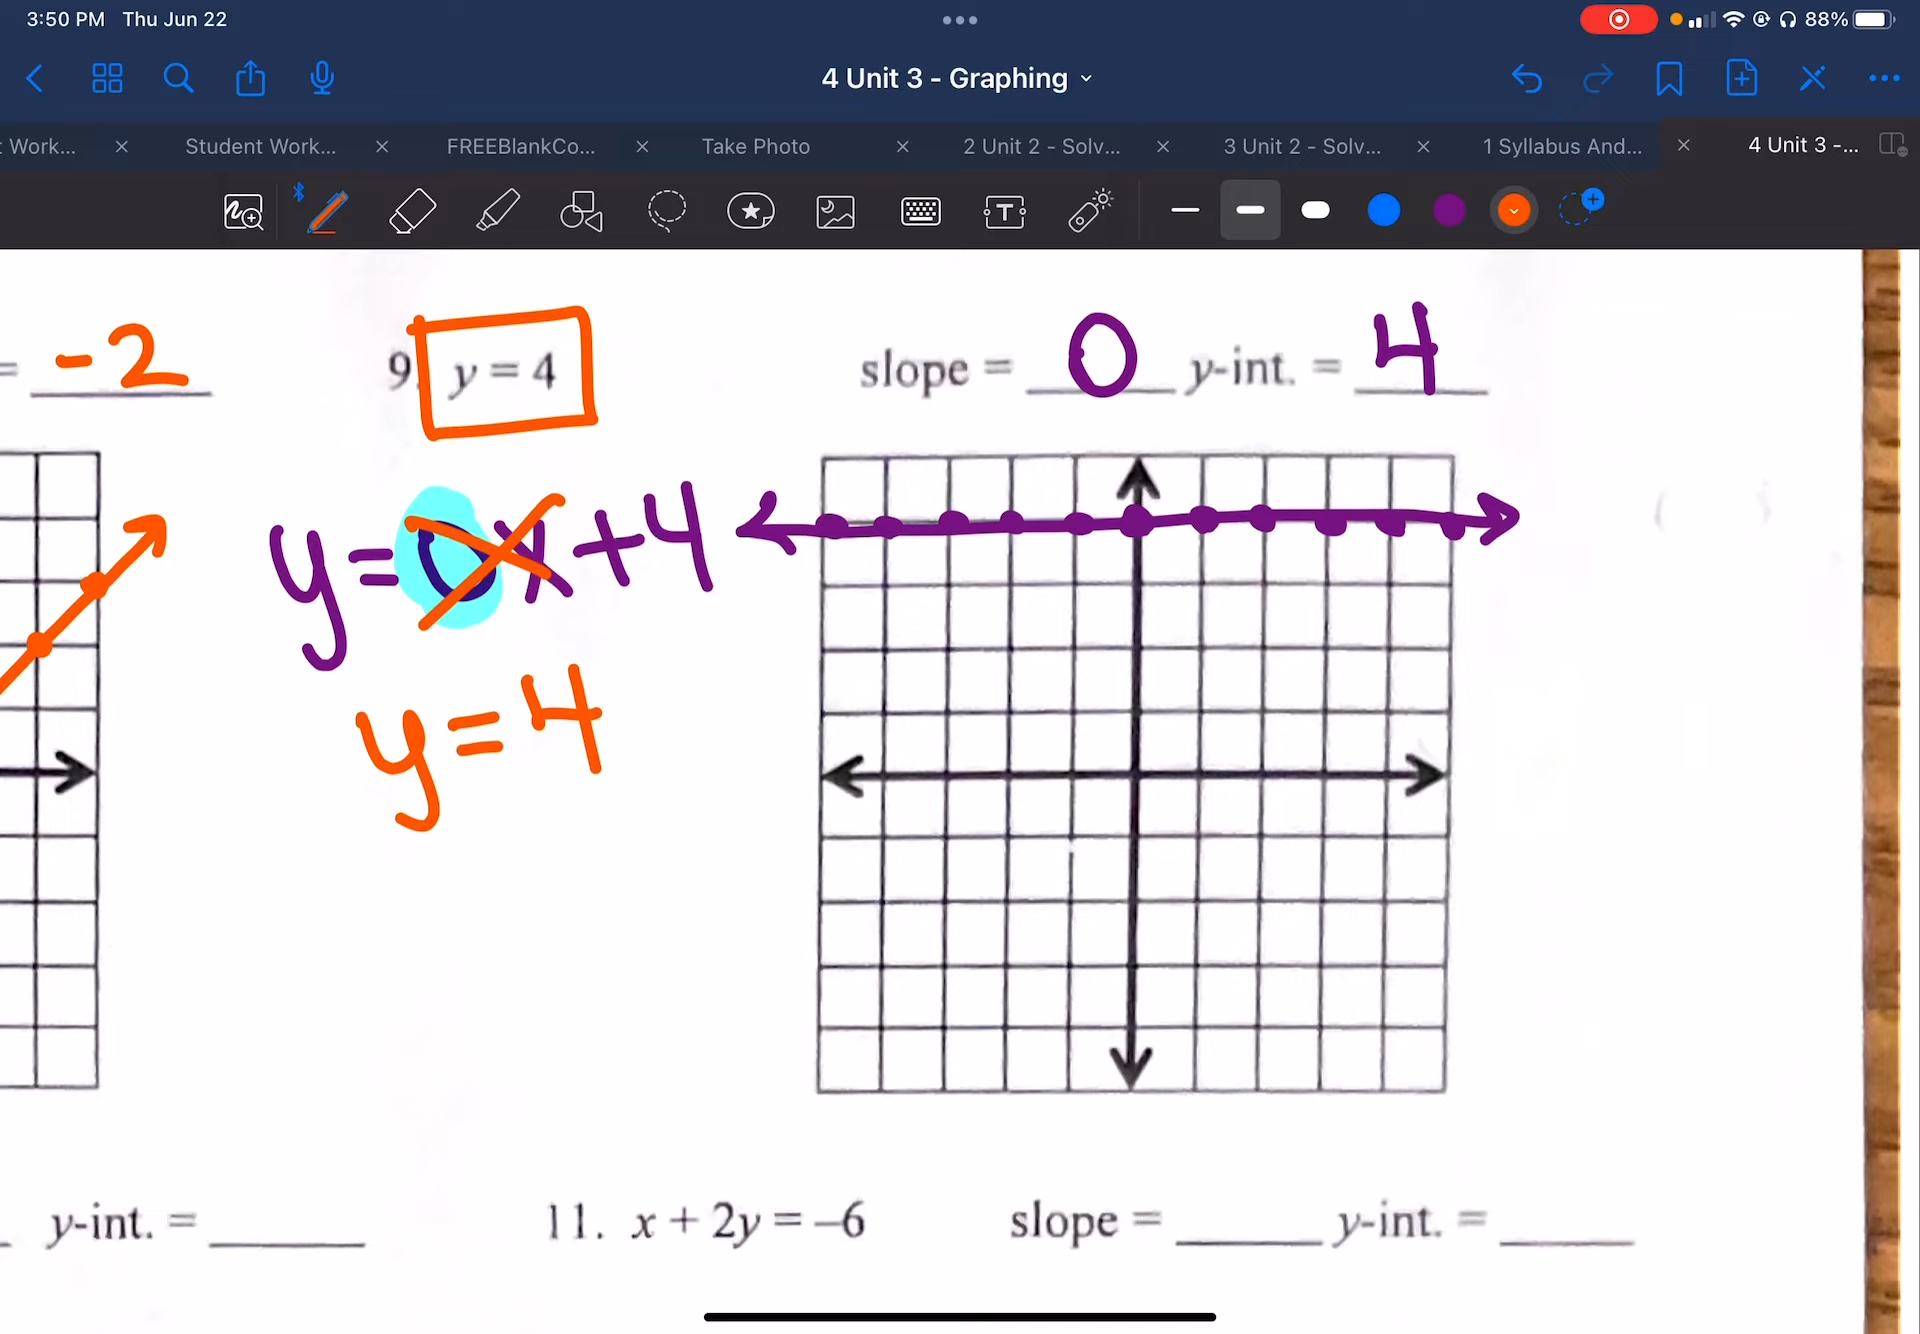 3:50 PM Thu Jun 22
88%
4 Unit 3 - Graphing
Work...
Student Work...
FREEBlankCo...
Take Photo
2 Unit 2 - Solv...
3 Unit 2 - Solv...
1 Syllabus And...
4 Unit 3 -...
T
= -2
9. y = 4
slope = 0 y-int. = 4
y=0x+4
y=4
y-int. =
11. x + 2y = –6 slope = y-int. =